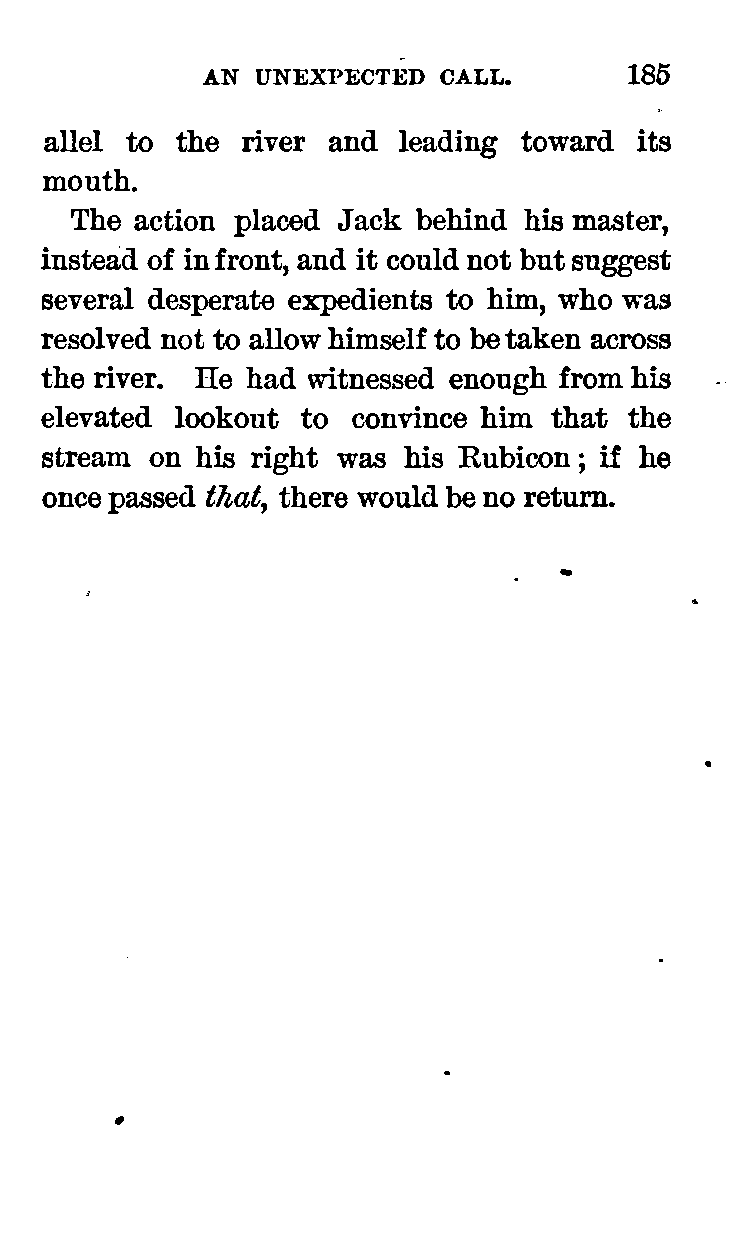 AN UNEXPECTED CALL. 185
allel to the river and leading toward its
mouth.
The action placed Jack behind his master,
instead of in front, and it could not but suggest
several desperate expedients to him, who was
resolved not to allow himself to be taken across
the river. He had witnessed enough from his
elevated lookout to convince him that the
stream on his right was his Rubicon; if he
once passed that, there would be no return.